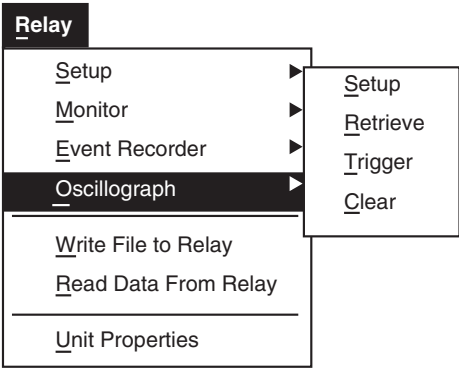 Relay
Setup
Monitor
Event Recorder
Oscillograph
Write File to Relay
Read Data From Relay
Unit Properties
Setup
Retrieve
Trigger
Clear